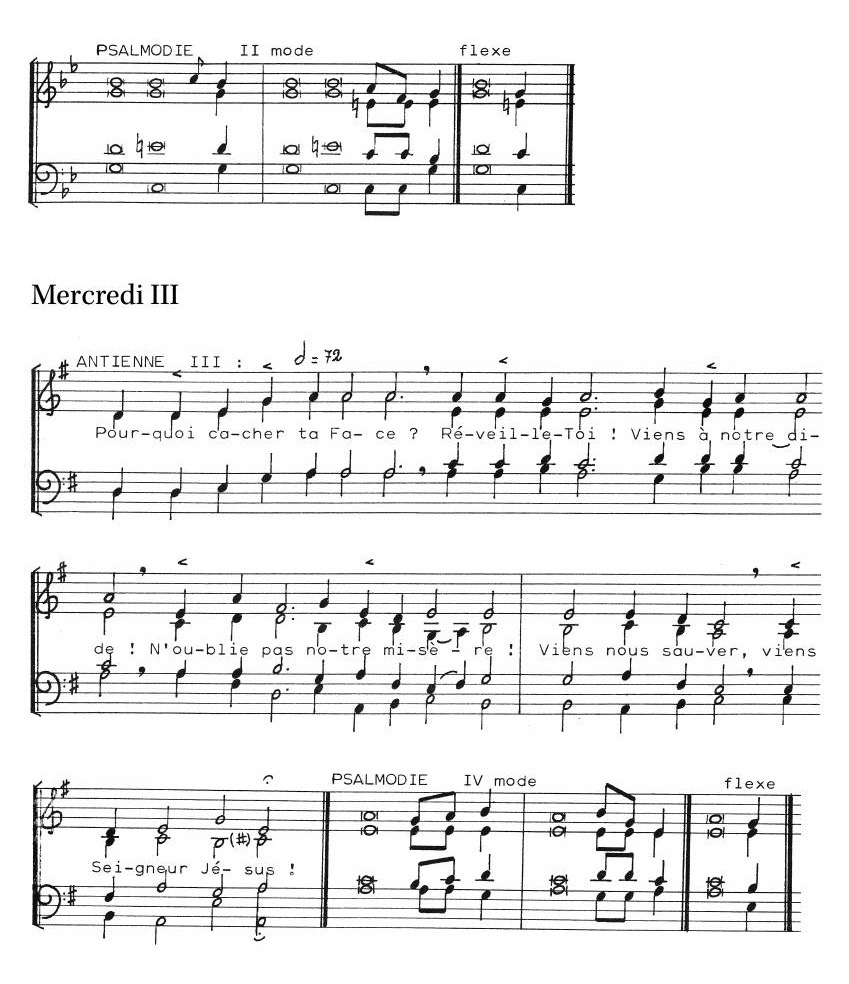 PSALMODIE II mode flexe
Mercredi III
ANTIENNE III : = 72
Pour-quoi ca-cher ta Fa- ce ? Ré-veil-le-Toi ! Viens à notre di-
de ! N'ou-blie pas no-tre mi-sè - re ! Viens nous sau-ver, viens
PSALMODIE IV mode flexe
(#)
Sei-gneur Jé- sus !